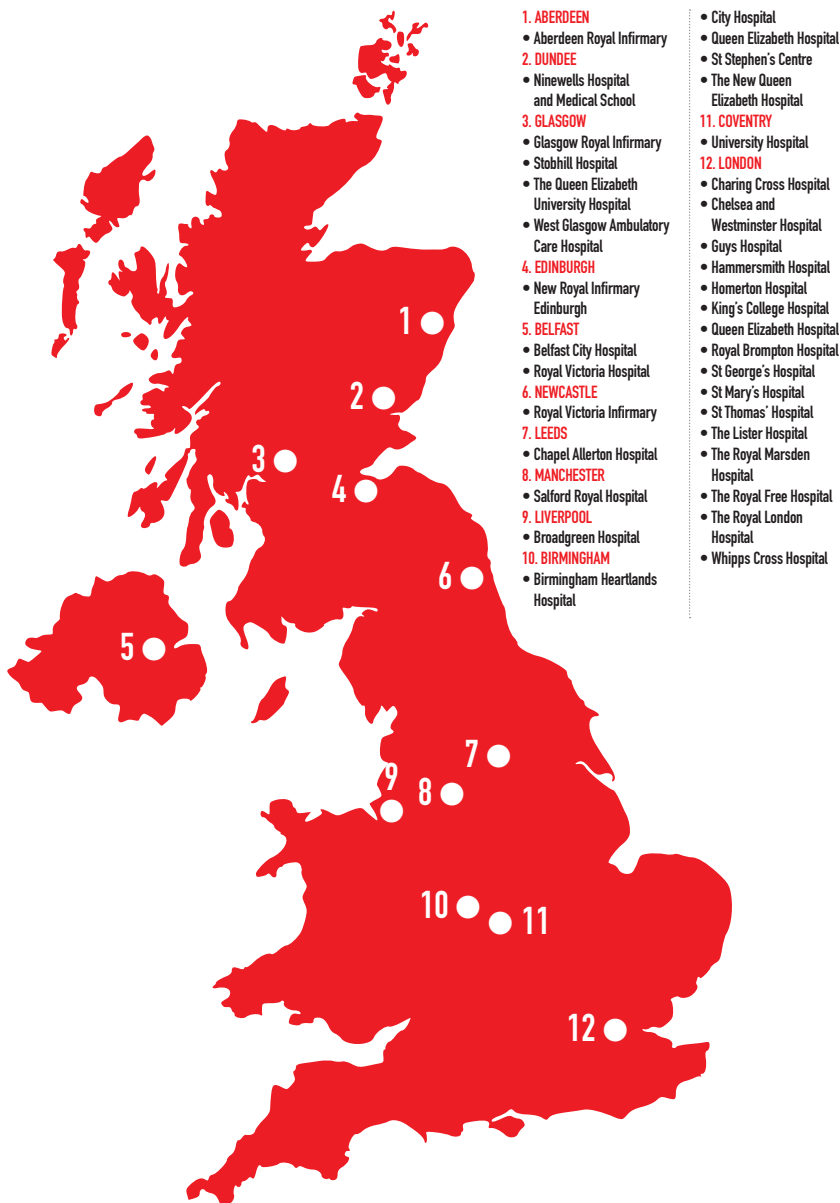 1. ABERDEEN
• Aberdeen Royal Infirmary
2. DUNDEE
• Ninewells Hospital
and Medical School
3. GLASGOW
• Glasgow Royal Infirmary
• Stobhill Hospital
• The Queen Elizabeth
University Hospital
• West Glasgow Ambulatory
Care Hospital
4. EDINBURGH
• New Royal Infirmary
Edinburgh
5. BELFAST
• Belfast City Hospital
• Royal Victoria Hospital
6. NEWCASTLE
• Royal Victoria Infirmary
7. LEEDS
• Chapel Allerton Hospital
8. MANCHESTER
• Salford Royal Hospital
9. LIVERPOOL
• Broadgreen Hospital
10. BIRMINGHAM
• Birmingham Heartlands
Hospital
• City Hospital
• Queen Elizabeth Hospital
• St Stephen's Centre
• The New Queen
Elizabeth Hospital
11. COVENTRY
• University Hospital
12. LONDON
• Charing Cross Hospital
• Chelsea and
Westminster Hospital
• Guys Hospital
• Hammersmith Hospital
• Homerton Hospital
• King's College Hospital
• Queen Elizabeth Hospital
• Royal Brompton Hospital
• St George's Hospital
• St Mary's Hospital
• St Thomas' Hospital
• The Lister Hospital
• The Royal Marsden
Hospital
• The Royal Free Hospital
• The Royal London
Hospital
• Whipps Cross Hospital
1
2
3
4
6
5
7
9
8
10
11
12